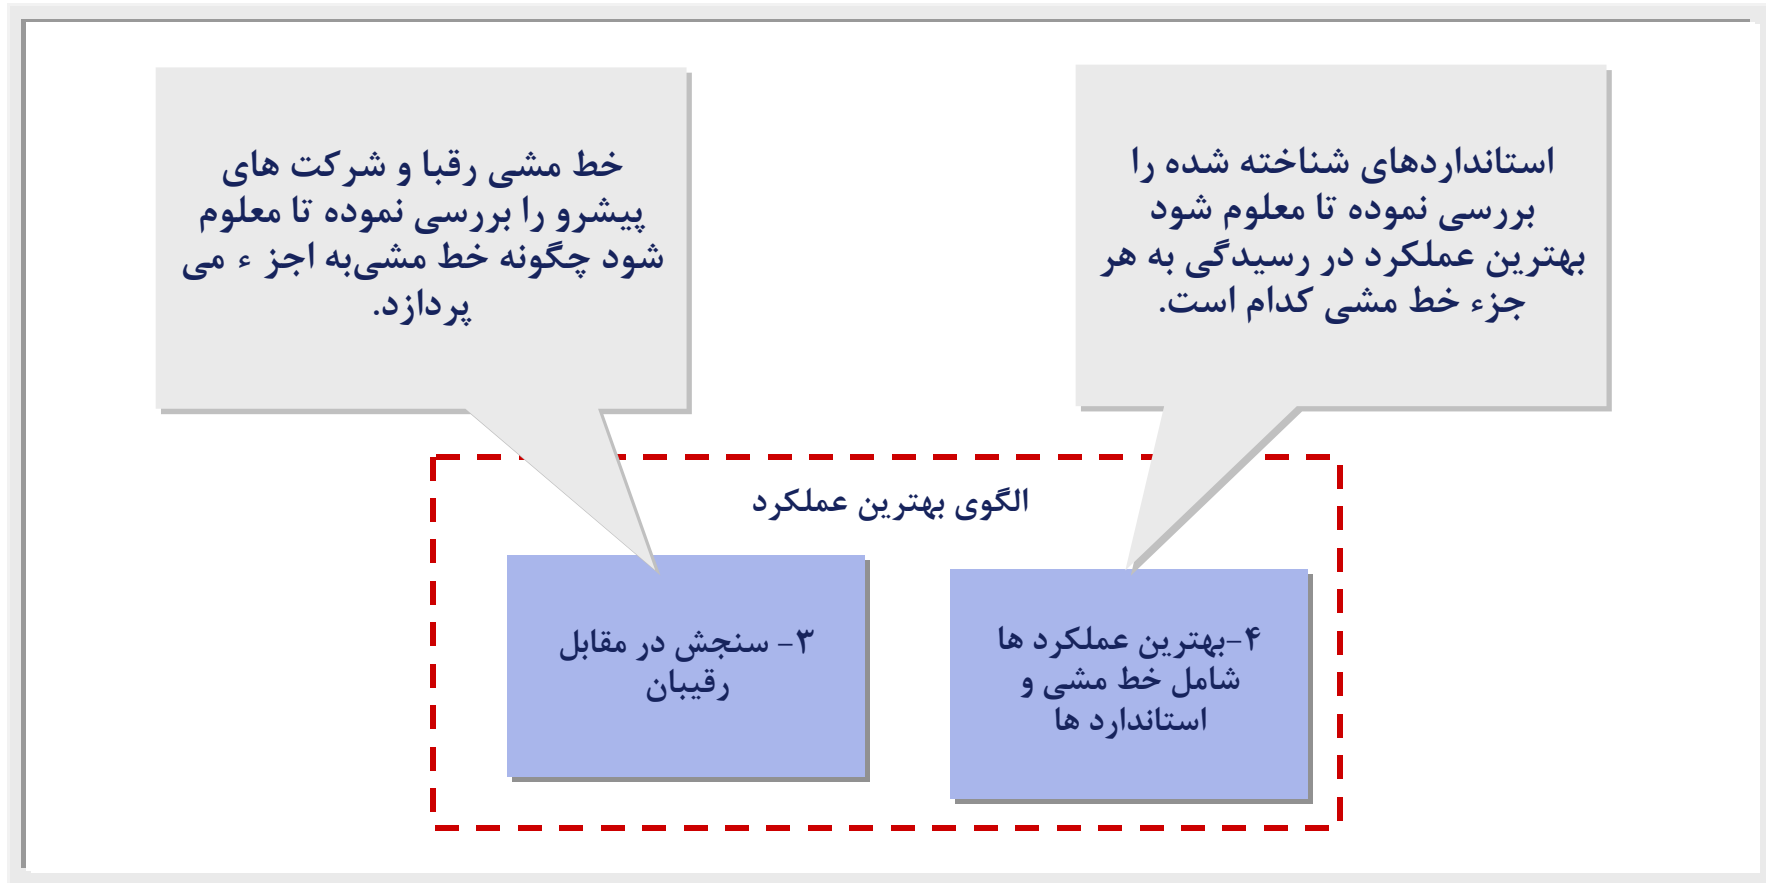 استانداردهای شناخته شده را
بررسی نموده تا معلوم شود
بهترین عملکرد در رسیدگی به هر
جزء خط مشی کدام است.
خط مشی رقبا و شرکت های
پیشرو را بررسی نموده تا معلوم
شود چگونه خط مشی‌به اجز ء می
پردازد.
الگوی بهترین عملکرد
۴-بهترین عملکرد ها
شامل خط مشی و
استاندارد ها
۳- سنجش در مقابل
رقیبان